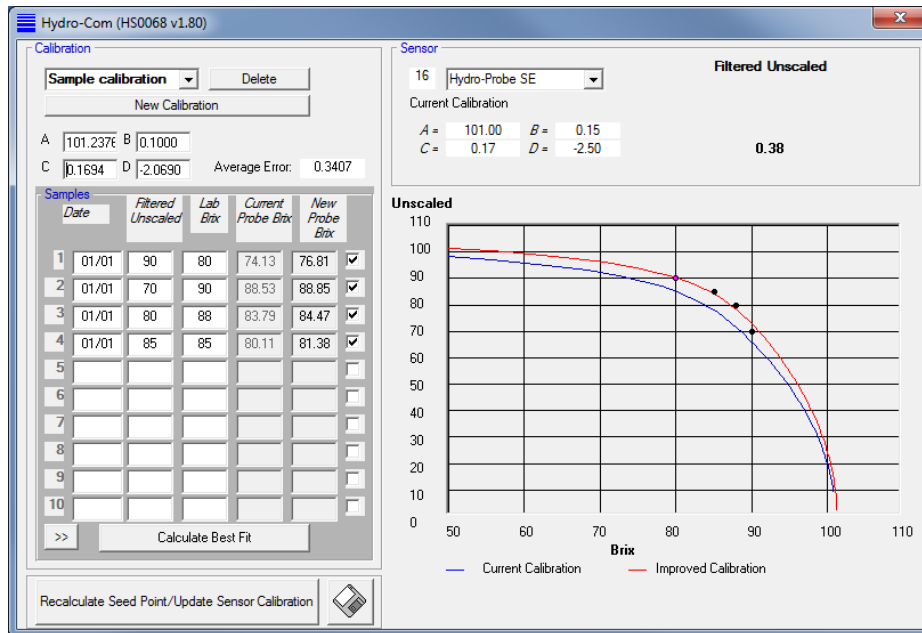 Hydro-Com (HS0068 v1.80)
Calibration
Sample calibration Delete
New Calibration
A 101.2376 B 0.1000
C 0.1694 D -2.0690 Average Error: 0.3407
Samples
Date Filtered Unscaled Lab Brix Current Probe Brix New Probe Brix
1 01/01 90 80 74.13 76.81
2 01/01 70 90 88.53 88.85
3 01/01 80 88 83.79 84.47
4 01/01 85 85 80.11 81.38
5
6
7
8
9
10
>> Calculate Best Fit
Recalculate Seed Point/Update Sensor Calibration
Sensor
16 Hydro-Probe SE
Filtered Unscaled
Current Calibration
A = 101.00 B = 0.15
C = 0.17 D = -2.50
0.38
Unscaled
110
100
90
80
70
60
50
40
30
20
10
0
50 60 70 80 90 100 110
Brix
Current Calibration Improved Calibration